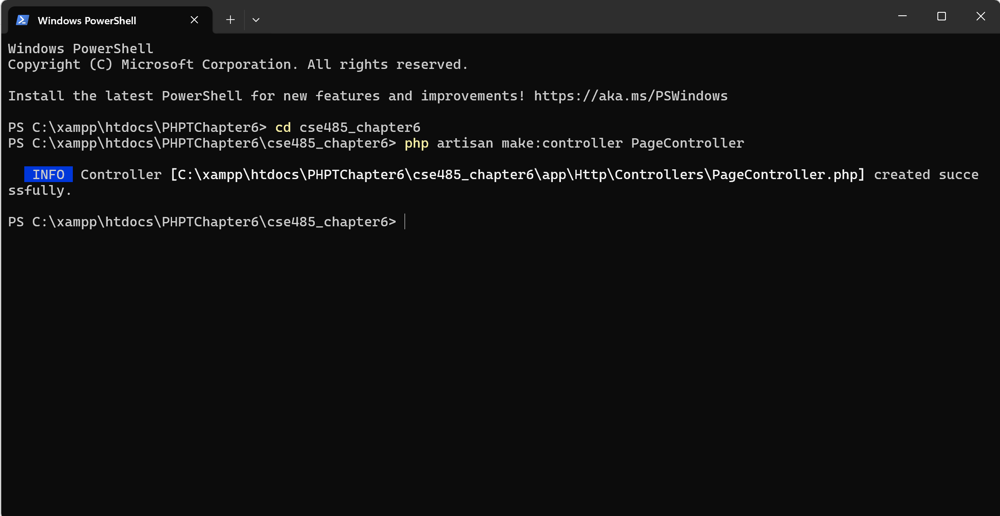 Windows PowerShell
Windows PowerShell
Copyright (C) Microsoft Corporation. All rights reserved.
Install the latest PowerShell for new features and improvements! https://aka.ms/PSWindows
PS C:\xampp\htdocs\PHPTChapter6> cd cse485_chapter6
PS C:\xampp\htdocs\PHPTChapter6\cse485_chapter6> php artisan make:controller PageController
INFO Controller [C:\xampp\htdocs\PHPTChapter6\cse485_chapter6\app\Http\Controllers\PageController.php] created succe
ssfully.
PS C:\xampp\htdocs\PHPTChapter6\cse485_chapter6>